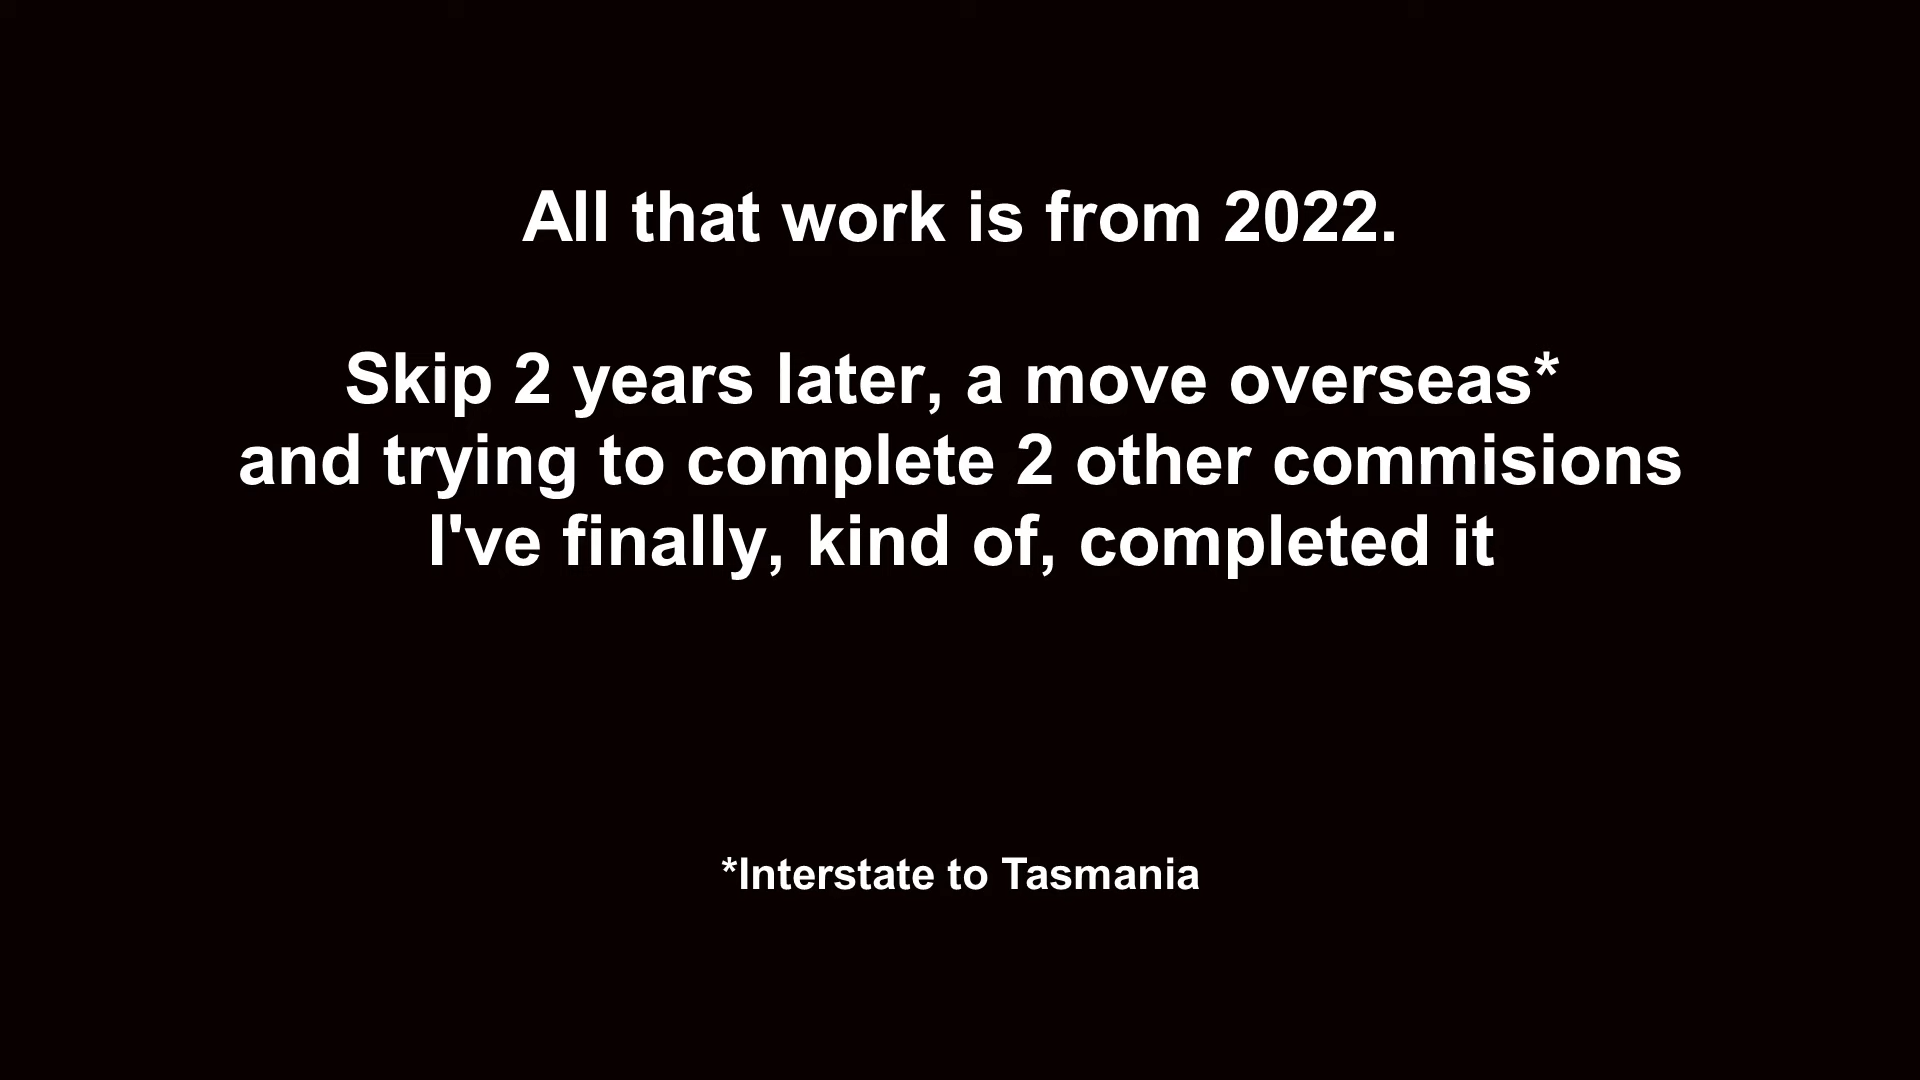 All that work is from 2022.
Skip 2 years later, a move overseas*
and trying to complete 2 other commisions
I've finally, kind of, completed it
*Interstate to Tasmania